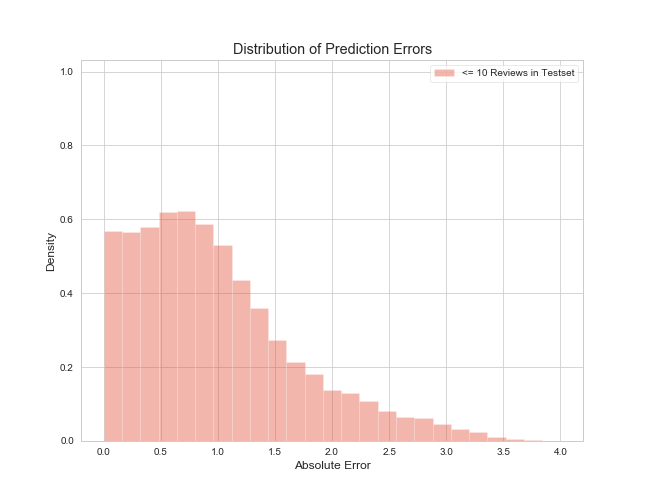 Distribution of Prediction Errors
<= 10 Reviews in Testset
1.0
0.8
0.6
0.4
0.2
0.0
Density
0.0 0.5 1.0 1.5 2.0 2.5 3.0 3.5 4.0
Absolute Error